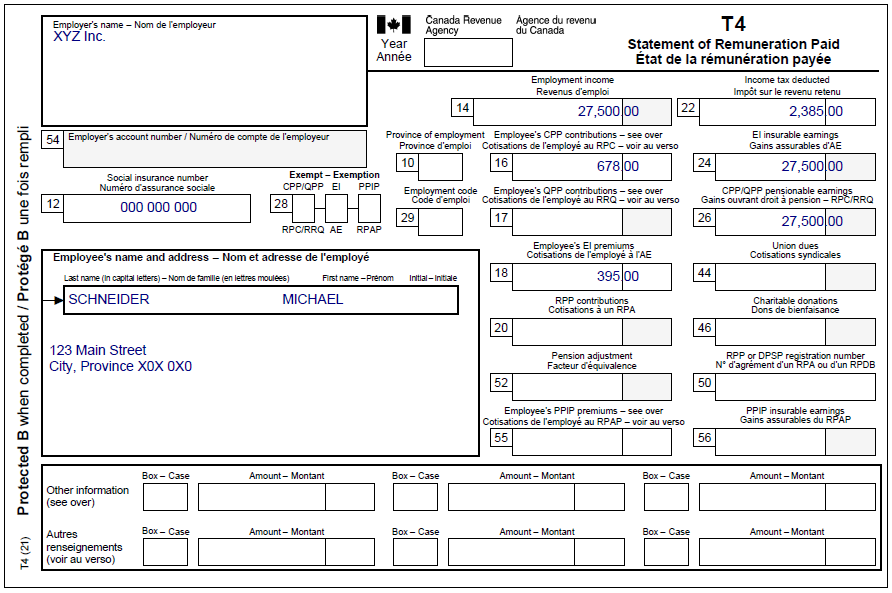 Employer's name – Nom de l'employeur
XYZ Inc.
Canada Revenue Agency
Agence du revenu du Canada
Year
Année
T4
Statement of Remuneration Paid
État de la rémunération payée
Employment income
Revenus d'emploi
14 27,500 00
Income tax deducted
Impôt sur le revenu retenu
22 2,385 00
54 Employer's account number / Numéro de compte de l'employeur
Province of employment
Province d'emploi
10
Employee's CPP contributions – see over
Cotisations de l'employé au RPC – voir au verso
16 678 00
EI insurable earnings
Gains assurables d'AE
24 27,500 00
Social insurance number
Numéro d'assurance sociale
12 000 000 000
Exempt – Exemption
CPP/QPP EI PPIP
28
RPC/RRQ AE RPAP
Employment code
Code d'emploi
29
Employee's QPP contributions – see over
Cotisations de l'employé au RRQ – voir au verso
17
CPP/QPP pensionable earnings
Gains ouvrant droit à pension – RPC/RRQ
26 27,500 00
Employee's name and address – Nom et adresse de l'employé
Last name (in capital letters) – Nom de famille (en lettres moulées) First name – Prénom Initial – Initiale
SCHNEIDER MICHAEL
123 Main Street
City, Province X0X 0X0
Employee's EI premiums
Cotisations de l'employé à l'AE
18 395 00
Union dues
Cotisations syndicales
44
RPP contributions
Cotisations à un RPA
20
Charitable donations
Dons de bienfaisance
46
Pension adjustment
Facteur d'équivalence
52
RPP or DPSP registration number
N° d'agrément d'un RPA ou d'un RPDB
50
Employee's PPIP premiums – see over
Cotisations de l'employé au RPAP – voir au verso
55
PPIP insurable earnings
Gains assurables du RPAP
56
Other information
(see over)
Box – Case Amount – Montant Box – Case Amount – Montant Box – Case Amount – Montant
Autres
renseignements
(voir au verso)
Box – Case Amount – Montant Box – Case Amount – Montant Box – Case Amount – Montant
Protected B when completed / Protégé B une fois rempli
T4 (21)